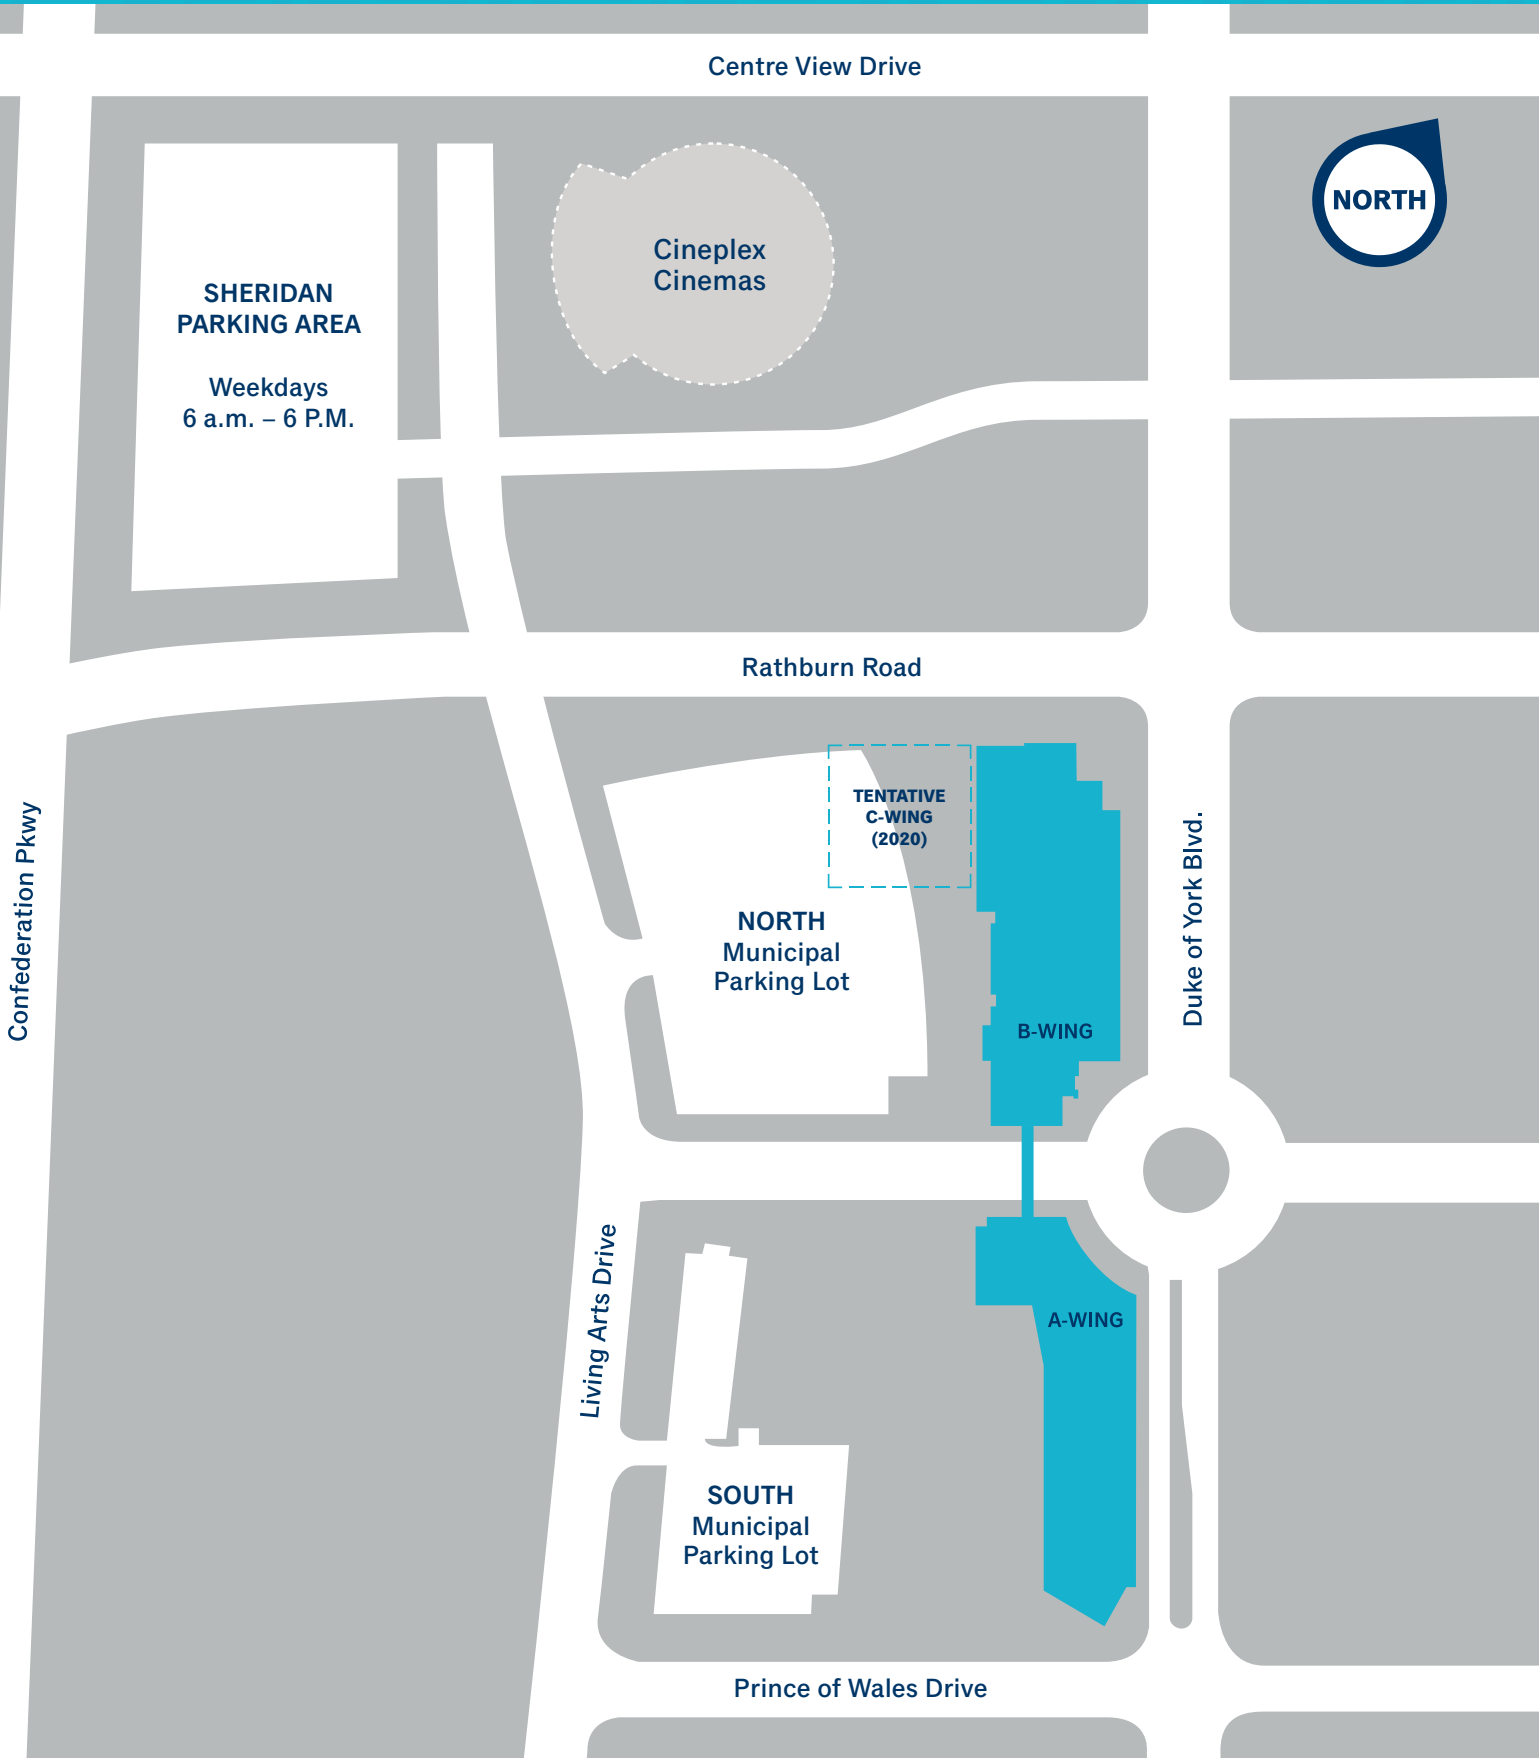 Centre View Drive
NORTH
Cineplex
Cinemas
SHERIDAN
PARKING AREA
Weekdays
6 a.m. – 6 P.M.
Rathburn Road
TENTATIVE
C-WING
(2020)
Confederation Pkwy
Duke of York Blvd.
NORTH
Municipal
Parking Lot
B-WING
Living Arts Drive
A-WING
SOUTH
Municipal
Parking Lot
Prince of Wales Drive